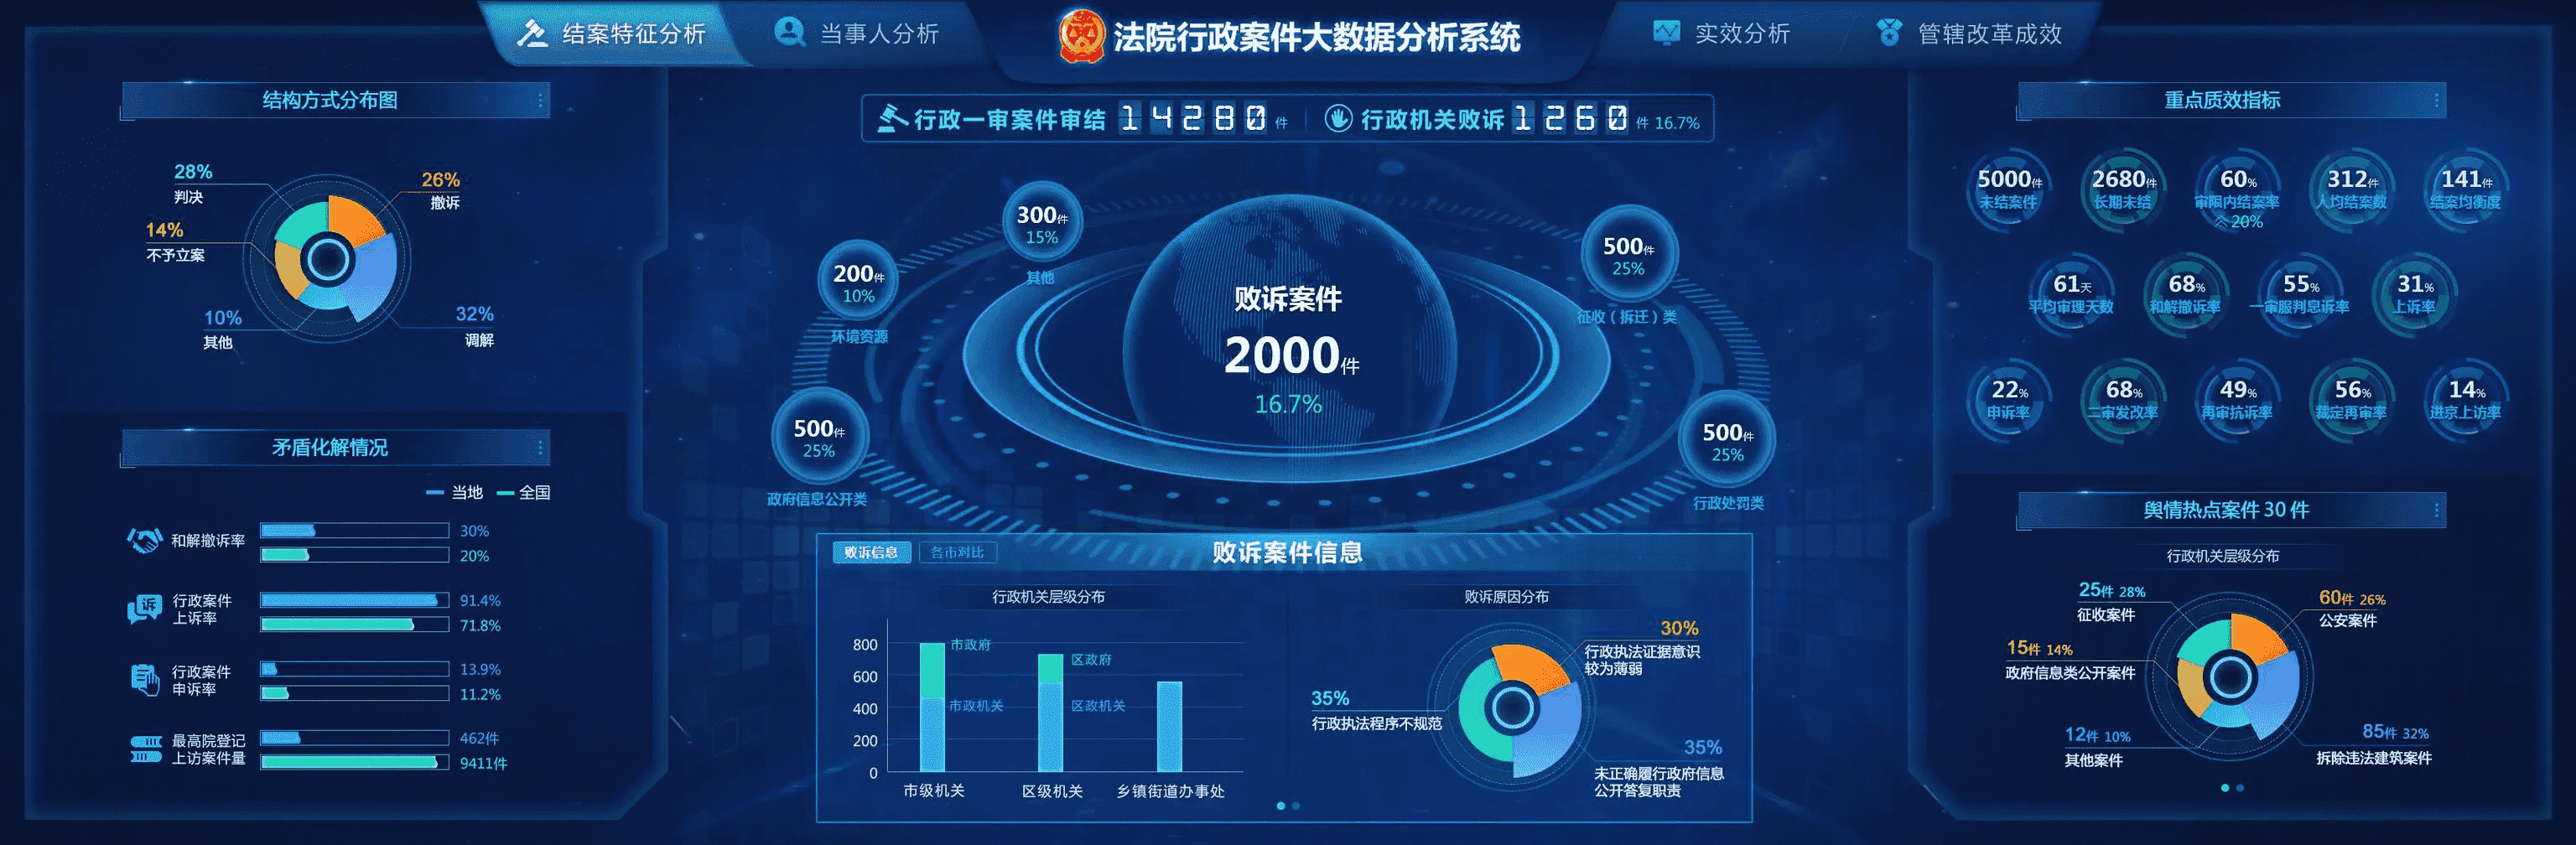 结案特征分析
当事人分析
法院行政案件大数据分析系统
实效分析
管辖改革成效
行政一审案件审结 14280 件
行政机关败诉 1260 件 16.7%
结构方式分布图
28%
判决
26%
撤诉
14%
不予立案
10%
其他
32%
调解
矛盾化解情况
当地 全国
和解撤诉率
30%
20%
行政案件
上诉率
91.4%
71.8%
行政案件
申诉率
13.9%
11.2%
最高院登记
上访案件量
462件
9411件
300件
15%
其他
200件
10%
环境资源
500件
25%
政府信息公开类
败诉案件
2000件
16.7%
500件
25%
征收（拆迁）类
500件
25%
行政处罚类
败诉信息 各市对比
败诉案件信息
行政机关层级分布
800
600
400
200
0
市政府
市政机关
区政府
区政机关
市级机关 区级机关 乡镇街道办事处
败诉原因分布
30%
行政执法证据意识
较为薄弱
35%
行政执法程序不规范
35%
未正确履行政府信息
公开答复职责
重点质效指标
5000件
未结案件
2680件
长期未结
60%
审限内结案率
20%
312件
人均结案数
141件
结案均衡度
61天
平均审理天数
68%
和解撤诉率
55%
一审服判息诉率
31%
上诉率
22%
申诉率
68%
二审发改率
49%
再审抗诉率
56%
裁定再审率
14%
进京上访率
舆情热点案件 30 件
行政机关层级分布
25件 28%
征收案件
60件 26%
公安案件
15件 14%
政府信息类公开案件
12件 10%
其他案件
85件 32%
拆除违法建筑案件
诉